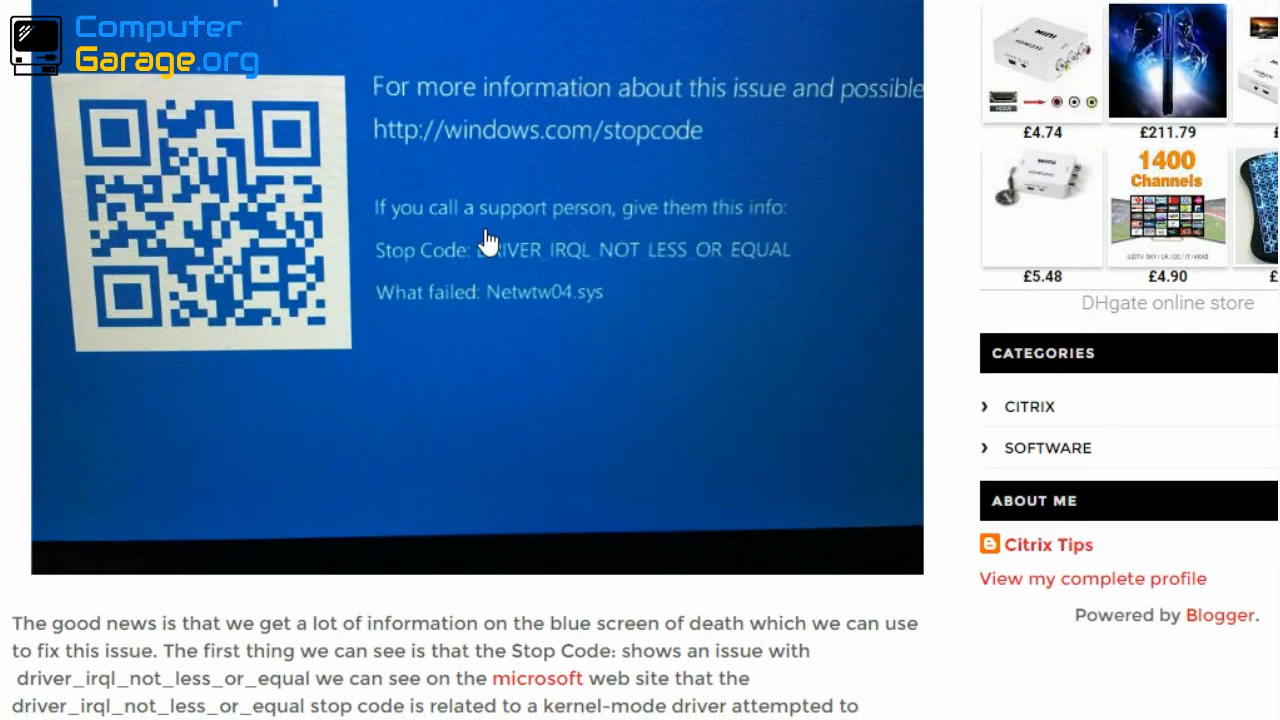 Computer
Garage.org
For more information about this issue and possible
http://windows.com/stopcode
If you call a support person, give them this info:
Stop Code: DRIVER_IRQL_NOT_LESS_OR_EQUAL
What failed: Netwtw04.sys
The good news is that we get a lot of information on the blue screen of death which we can use
to fix this issue. The first thing we can see is that the Stop Code: shows an issue with
driver_irql_not_less_or_equal we can see on the microsoft web site that the
driver_irql_not_less_or_equal stop code is related to a kernel-mode driver attempted to
MINI
HDMI
£4.74
£211.79
MINI
1400
Channels
£5.48
£4.90
£
DHgate online store
CATEGORIES
› CITRIX
› SOFTWARE
ABOUT ME
Citrix Tips
View my complete profile
Powered by Blogger.